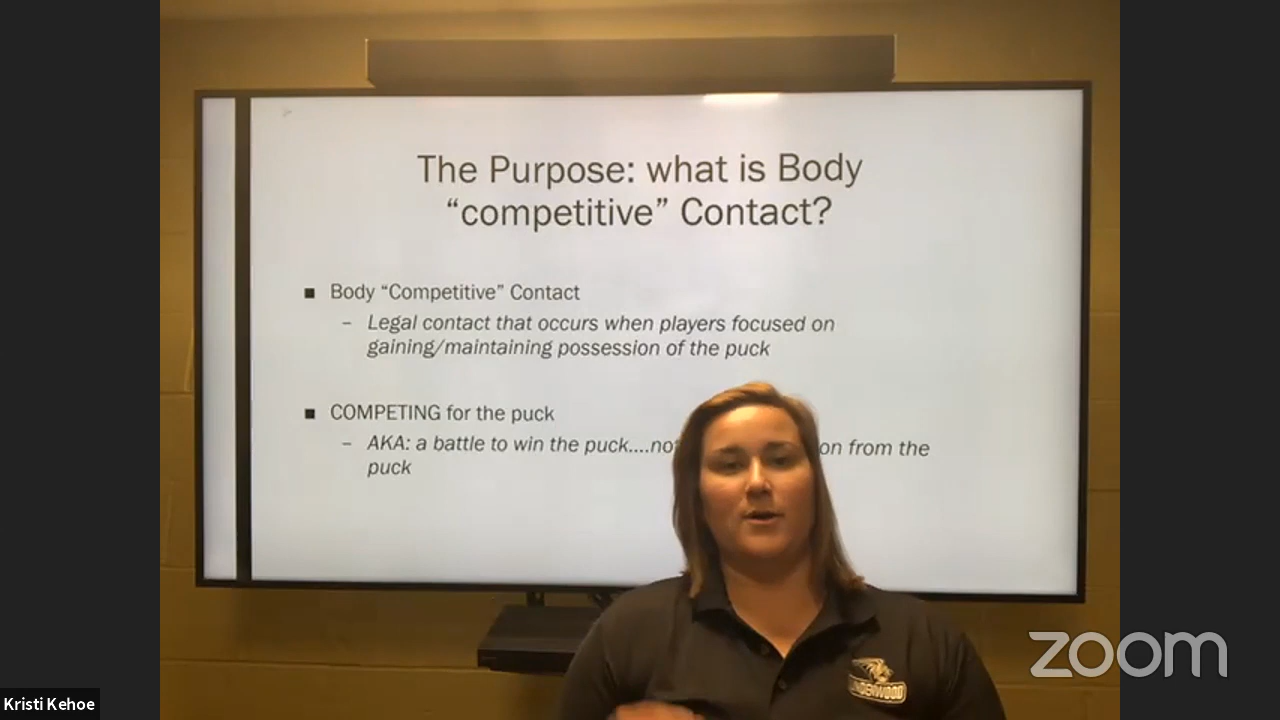 The Purpose: what is Body
“competitive” Contact?
■ Body “Competitive” Contact
– Legal contact that occurs when players focused on
gaining/maintaining possession of the puck
■ COMPETING for the puck
– AKA: a battle to win the puck....no on from the
puck
zoom
Kristi Kehoe